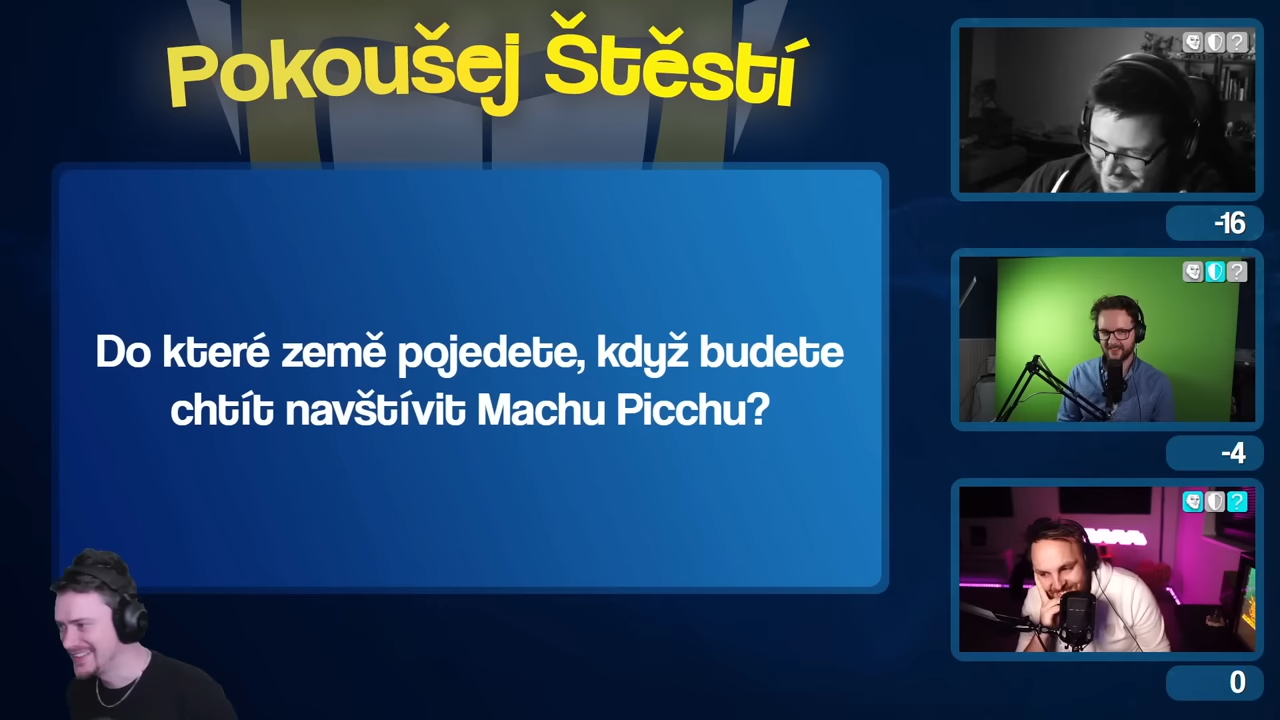 Pokoušej Štěstí
Do které země pojedete, když budete
chtít navštívit Machu Picchu?
?
-16
?
-4
?
0